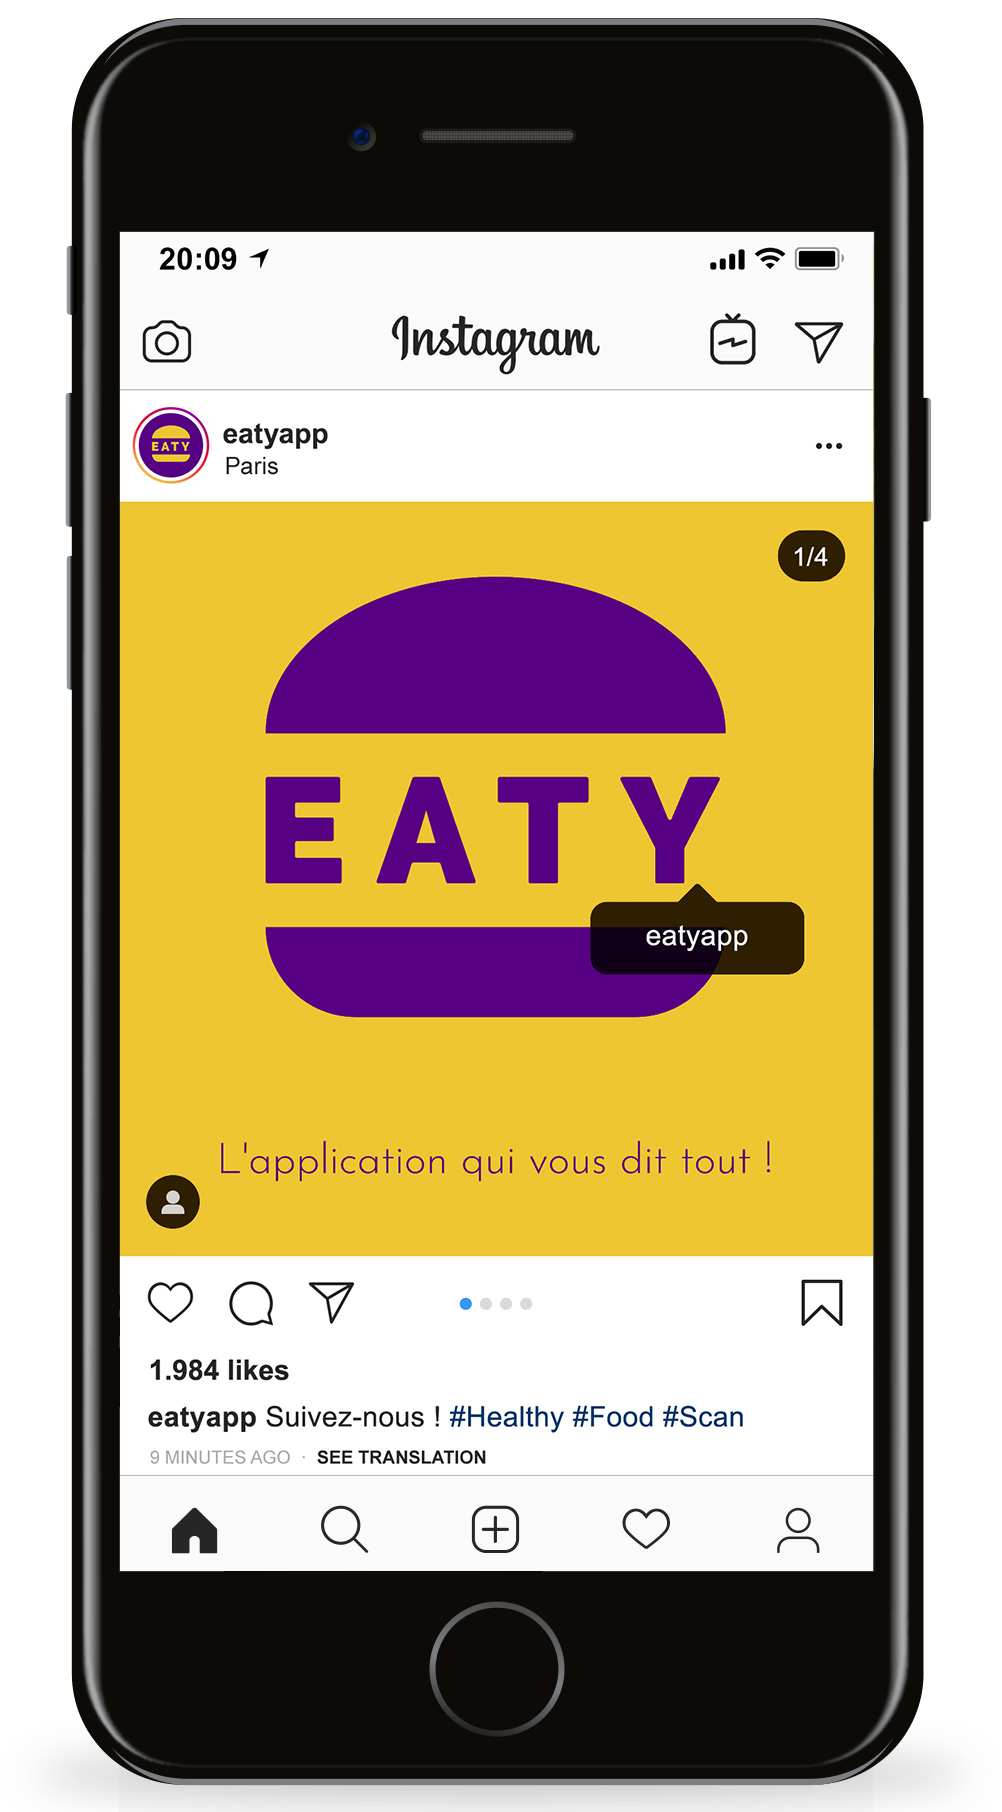 20:09
Instagram
EATY
eatyapp
Paris
1/4
EATY
eatyapp
L'application qui vous dit tout !
1.984 likes
eatyapp Suivez-nous ! #Healthy #Food #Scan
9 MINUTES AGO · SEE TRANSLATION